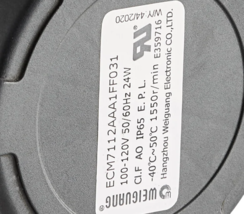 WEIGUANG®
ECM7112AAA1FF031
100-120V 50/60Hz 24W
CI.F AO IP65 E. P. L.
-40°C~50°C 1550r/min
Hangzhou Weiguang Electronic CO.,LTD.
WY 44/2020
E359716